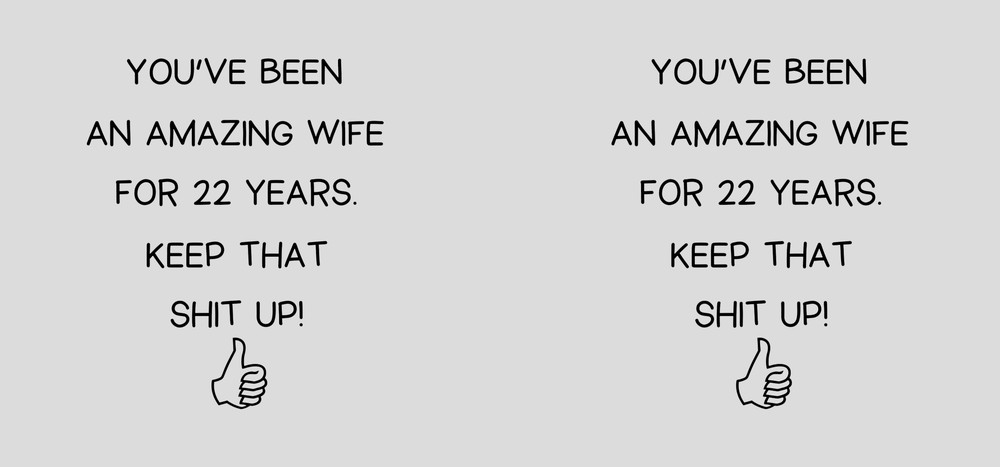 YOU'VE BEEN
AN AMAZING WIFE
FOR 22 YEARS.
KEEP THAT
SHIT UP!
YOU'VE BEEN
AN AMAZING WIFE
FOR 22 YEARS.
KEEP THAT
SHIT UP!